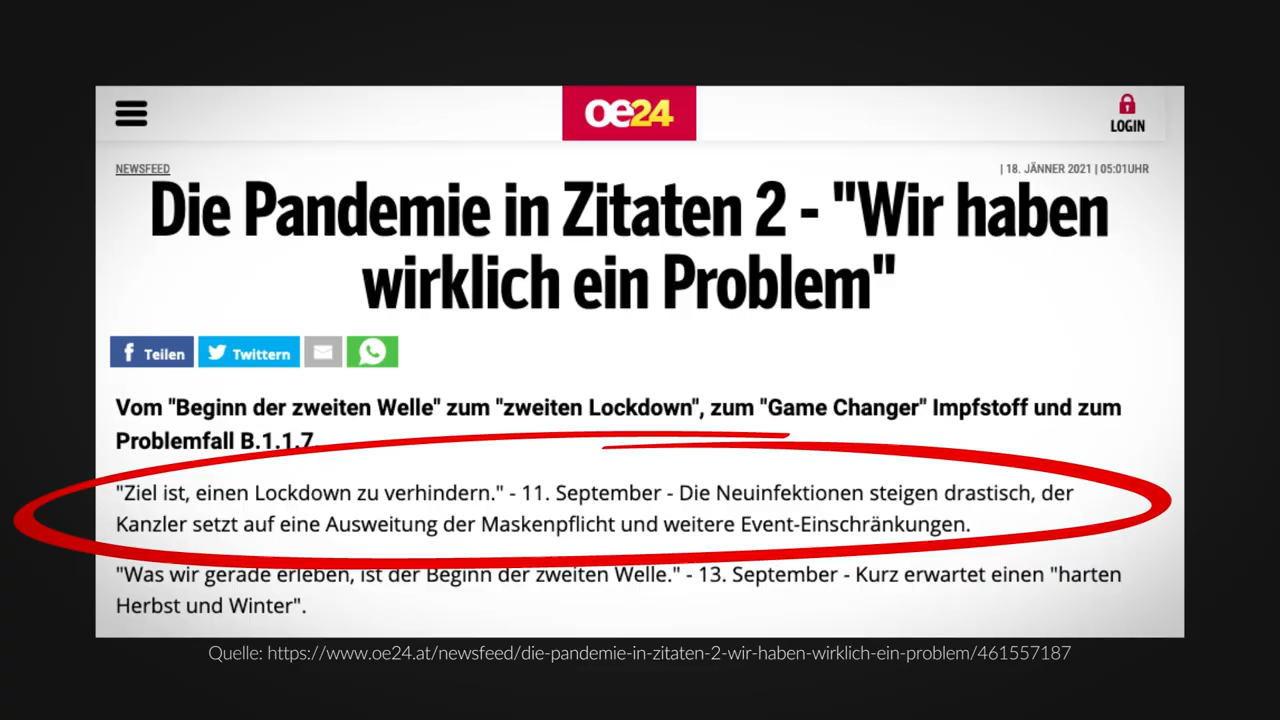 oe24
LOGIN
NEWSFEED
| 18. JÄNNER 2021 | 05:01UHR
Die Pandemie in Zitaten 2 - "Wir haben
wirklich ein Problem"
Teilen
Twittern
Vom "Beginn der zweiten Welle" zum "zweiten Lockdown", zum "Game Changer" Impfstoff und zum
Problemfall B.1.1.7.
"Ziel ist, einen Lockdown zu verhindern." - 11. September - Die Neuinfektionen steigen drastisch, der
Kanzler setzt auf eine Ausweitung der Maskenpflicht und weitere Event-Einschränkungen.
"Was wir gerade erleben, ist der Beginn der zweiten Welle." - 13. September - Kurz erwartet einen "harten
Herbst und Winter".
Quelle: https://www.oe24.at/newsfeed/die-pandemie-in-zitaten-2-wir-haben-wirklich-ein-problem/461557187